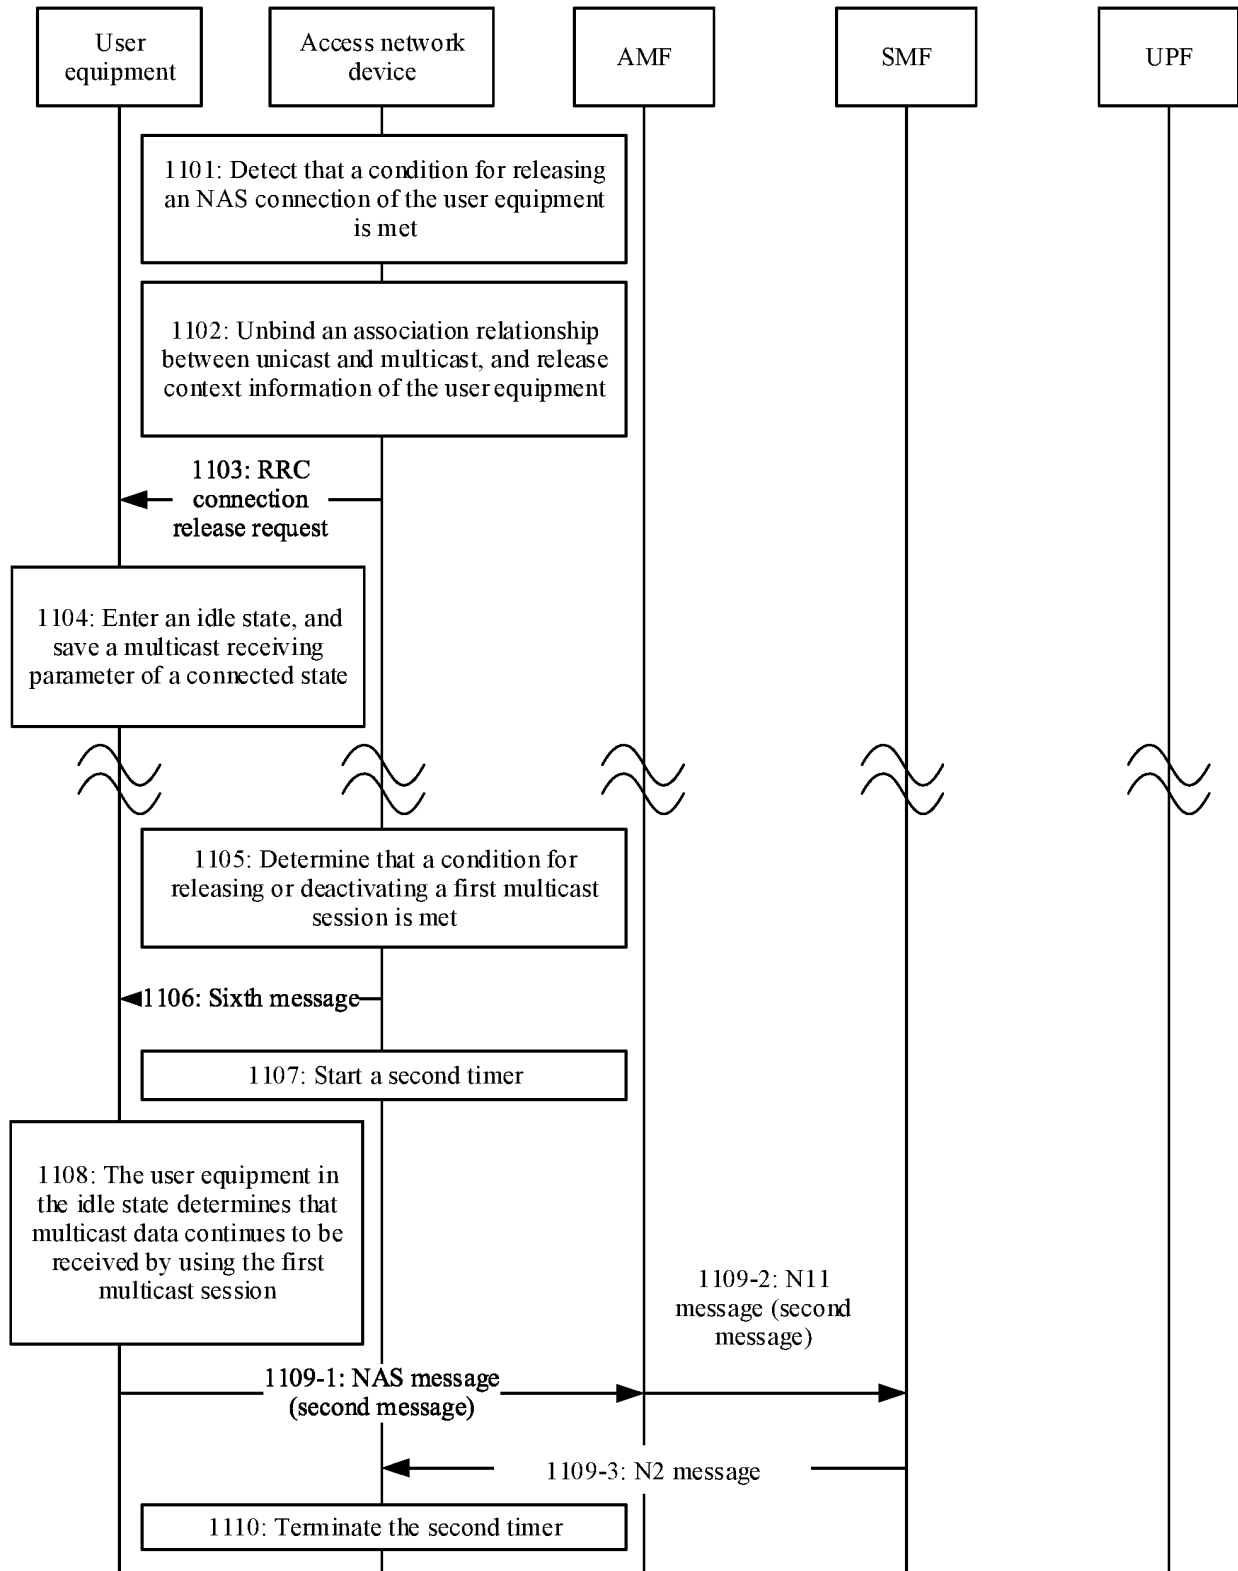 User
equipment
Access network
device
AMF
SMF
UPF
1101: Detect that a condition for releasing
an NAS connection of the user equipment
is met
1102: Unbind an association relationship
between unicast and multicast, and release
context information of the user equipment
1103: RRC
connection
release request
1104: Enter an idle state, and
save a multicast receiving
parameter of a connected state
1105: Determine that a condition for
releasing or deactivating a first multicast
session is met
1106: Sixth message
1107: Start a second timer
1108: The user equipment in
the idle state determines that
multicast data continues to be
received by using the first
multicast session
1109-2: N11
message (second
message)
1109-1: NAS message
(second message)
1109-3: N2 message
1110: Terminate the second timer